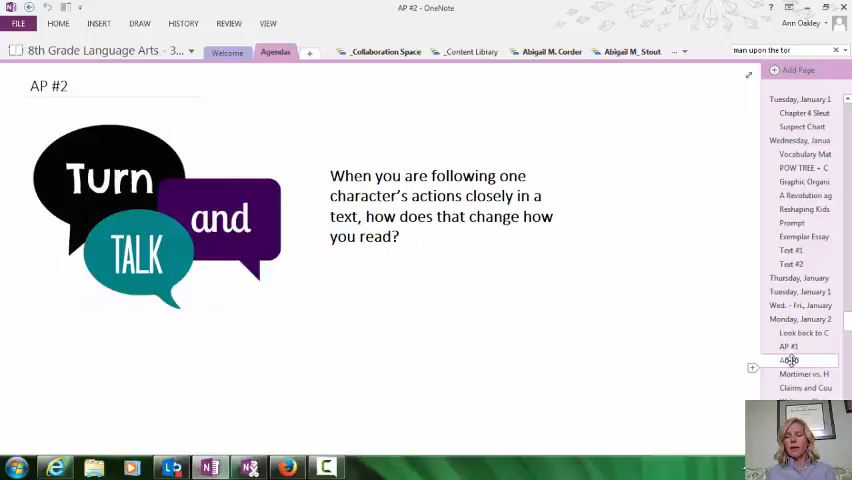 AP #2 - OneNote
FILE HOME INSERT DRAW HISTORY REVIEW VIEW
Ann Oakley
8th Grade Language Arts - 3... Welcome Agendas _Collaboration Space _Content Library Abigail M. Corder Abigail M_ Stout ... man upon the tor
Add Page
AP #2
Turn
and
TALK
When you are following one
character's actions closely in a
text, how does that change how
you read?
Tuesday, January 1
Chapter 4 Sleut
Suspect Chart
Wednesday, Janua
Vocabulary Mat
POW TREE + C
Graphic Organi
A Revolution ag
Reshaping Kids
Prompt
Exemplar Essay
Text #1
Text #2
Thursday, January
Tuesday, January 1
Wed. - Fri., January
Monday, January 2
Look back to C
AP #1
Mortimer vs. H
Claims and Cou